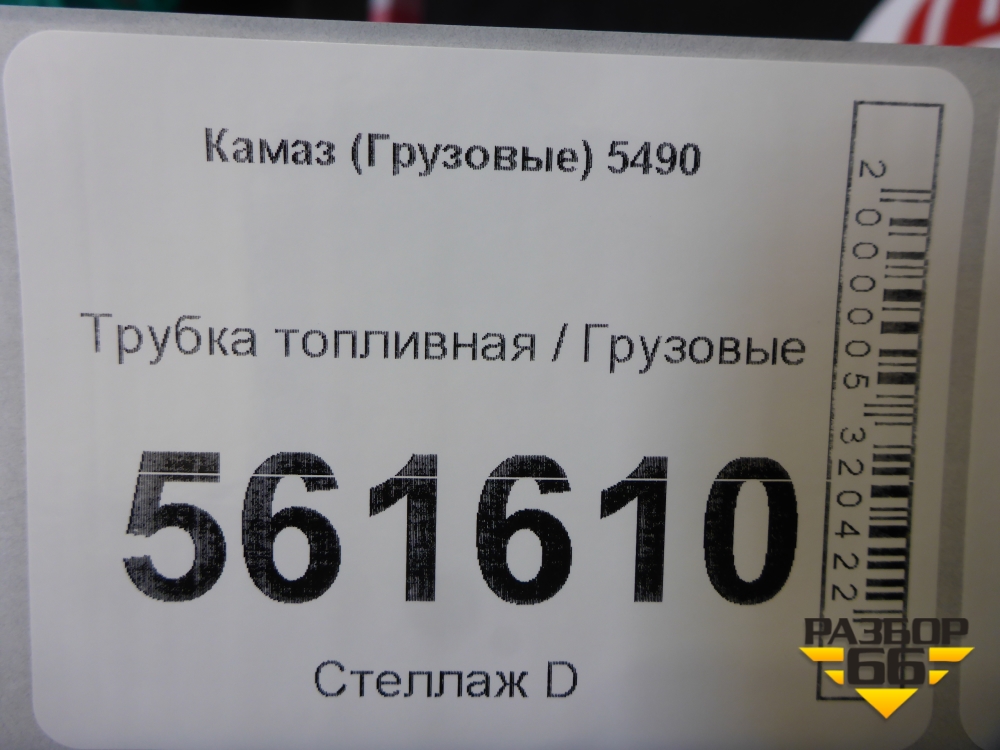 Камаз (Грузовые) 5490
Трубка топливная / Грузовые
561610
Стеллаж D
2000005320422
РАЗБОР
66